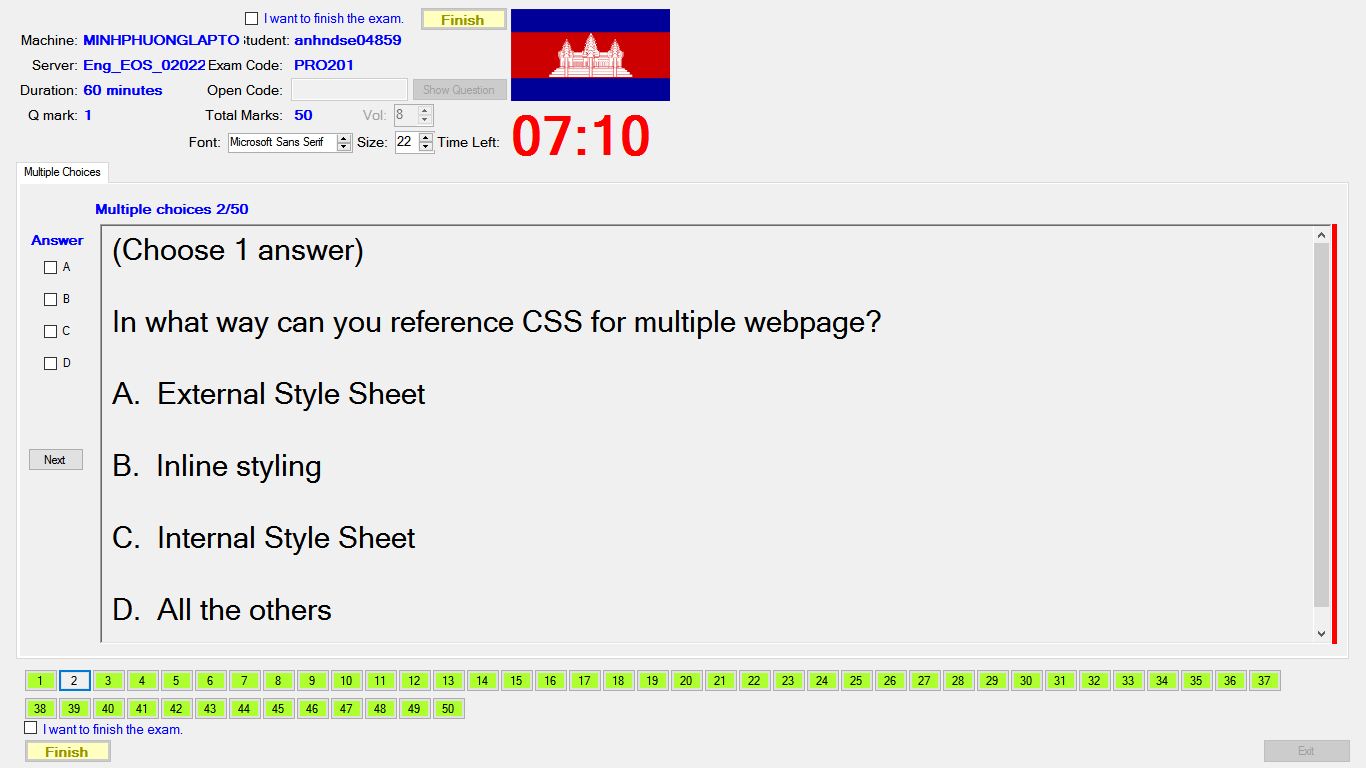 I want to finish the exam. Finish
Machine: MINHPHUONGLAPTO Student: anhndse04859
Server: Eng_EOS_02022 Exam Code: PRO201
Duration: 60 minutes Open Code: Show Question
Q mark: 1 Total Marks: 50 Vol: 8
Font: Microsoft Sans Serif Size: 22 Time Left: 07:10
Multiple Choices
Multiple choices 2/50
Answer
A
B
C
D
Next
(Choose 1 answer)
In what way can you reference CSS for multiple webpage?
A. External Style Sheet
B. Inline styling
C. Internal Style Sheet
D. All the others
1 2 3 4 5 6 7 8 9 10 11 12 13 14 15 16 17 18 19 20 21 22 23 24 25 26 27 28 29 30 31 32 33 34 35 36 37
38 39 40 41 42 43 44 45 46 47 48 49 50
I want to finish the exam.
Finish Exit